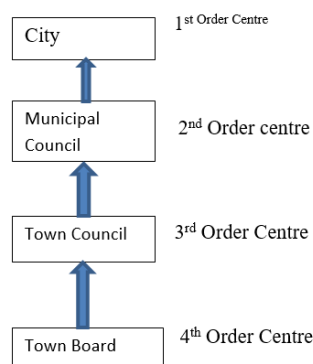 City
1st Order Centre
Municipal
Council
2nd Order centre
Town Council
3rd Order Centre
Town Board
4th Order Centre